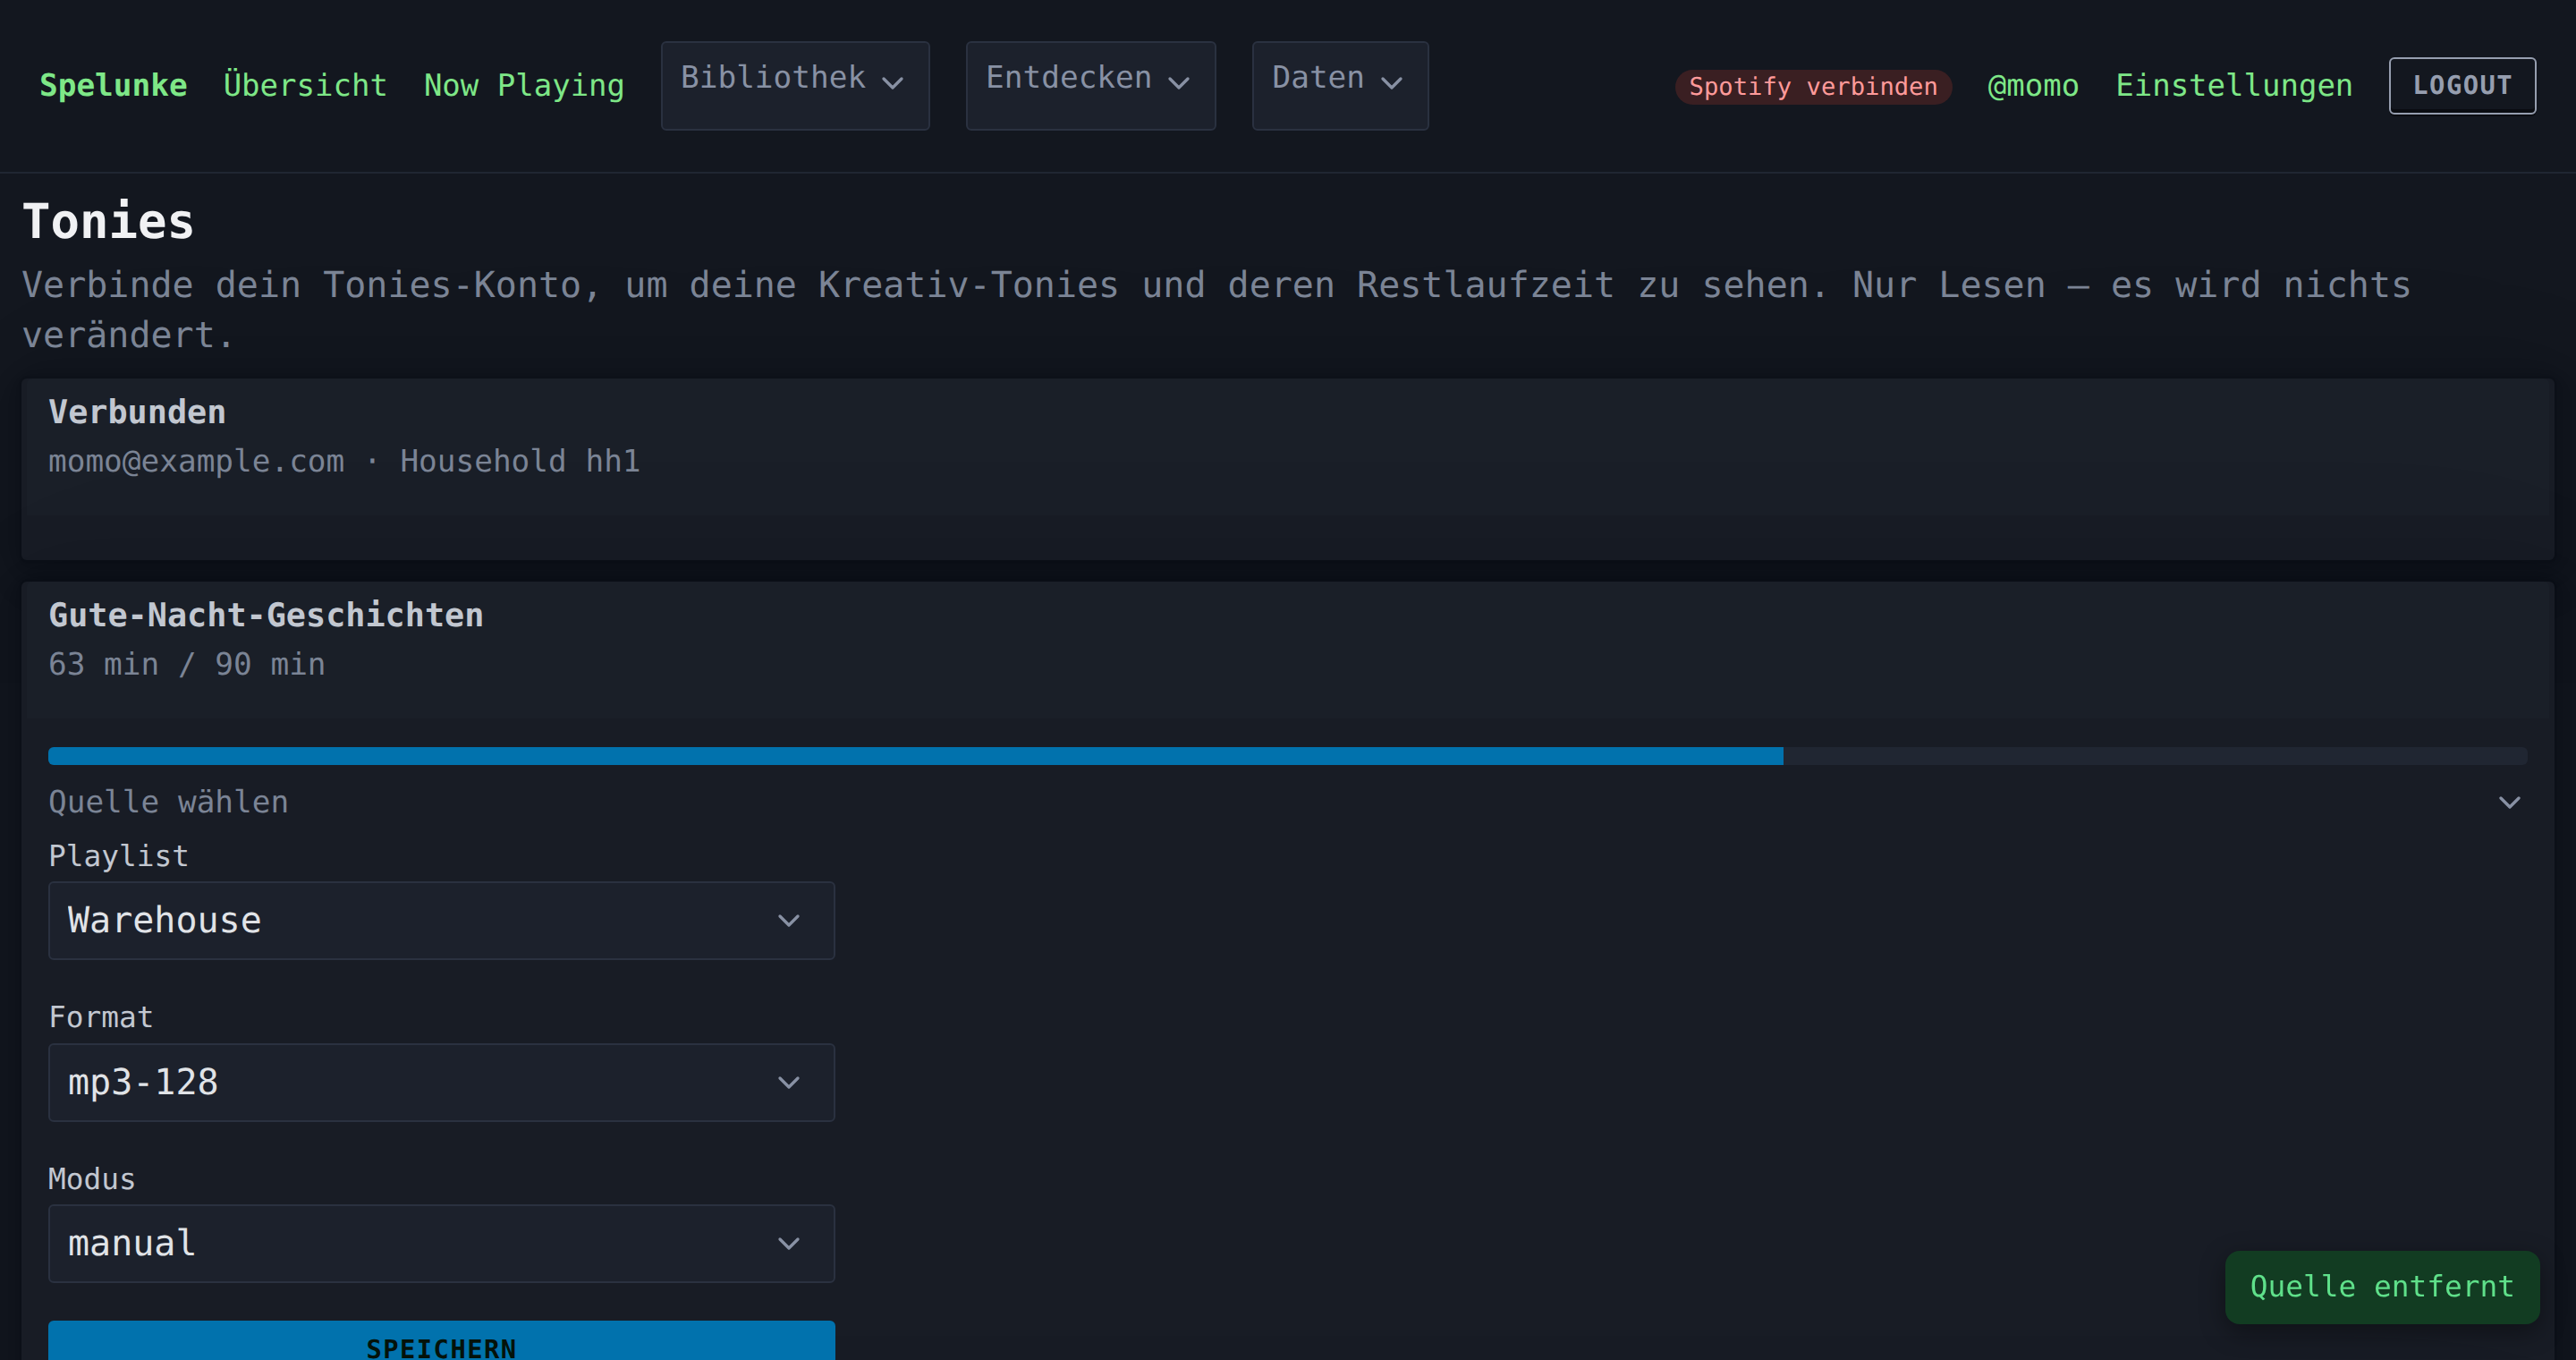 Spelunke Übersicht Now Playing Bibliothek Entdecken Daten Spotify verbinden @momo Einstellungen LOGOUT
Tonies
Verbinde dein Tonies-Konto, um deine Kreativ-Tonies und deren Restlaufzeit zu sehen. Nur Lesen — es wird nichts
verändert.
Verbunden
momo@example.com · Household hh1
Gute-Nacht-Geschichten
63 min / 90 min
Quelle wählen
Playlist
Warehouse
Format
mp3-128
Modus
manual
Quelle entfernt
SPEICHERN